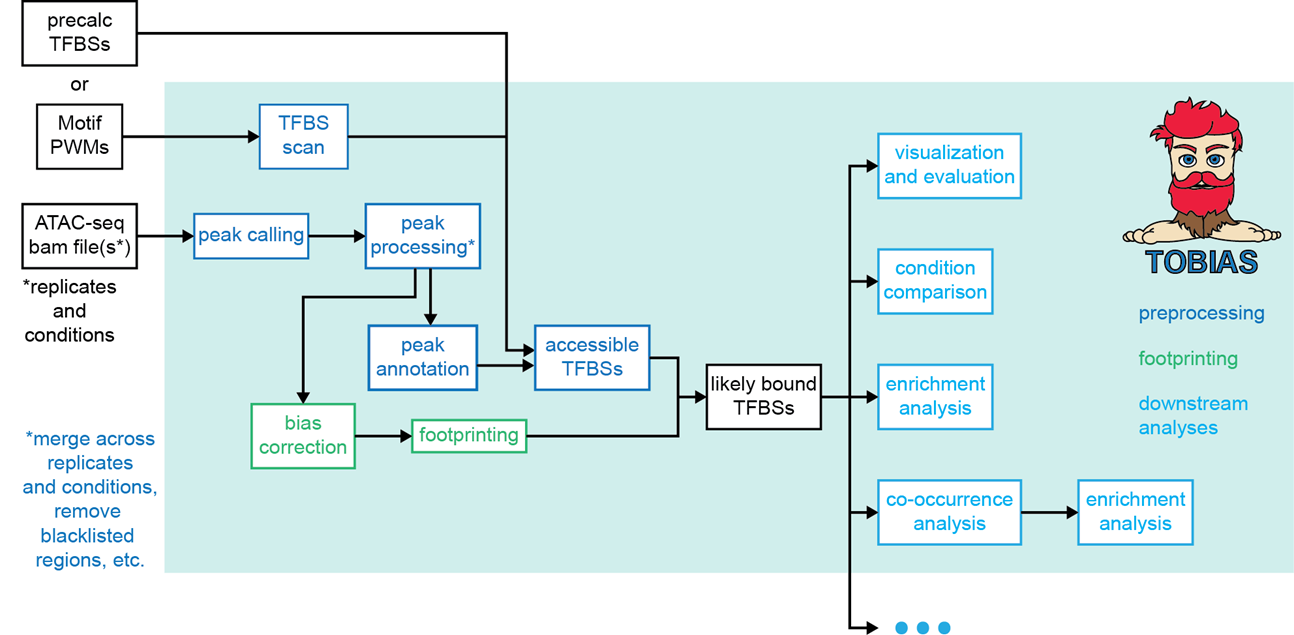 precalc
TFBSs
or
Motif
PWMs
TFBS
scan
ATAC-seq
bam file(s*)
*replicates
and
conditions
peak calling
peak
processing*
peak
annotation
accessible
TFBSs
bias
correction
footprinting
likely bound
TFBSs
*merge across
replicates
and conditions,
remove
blacklisted
regions, etc.
visualization
and evaluation
condition
comparison
enrichment
analysis
co-occurrence
analysis
enrichment
analysis
TOBIAS
preprocessing
footprinting
downstream
analyses